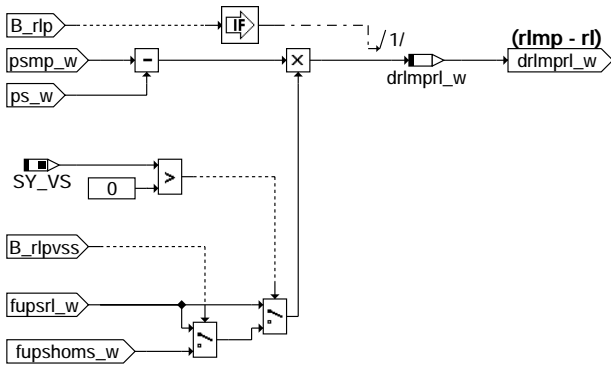 B_rlp
IF
/1/
(rlmp - rl)
psmp_w
-
×
drlmprl_w
drlmprl_w
ps_w
SY_VS
0
>
B_rlpvss
fupsrl_w
fupshoms_w